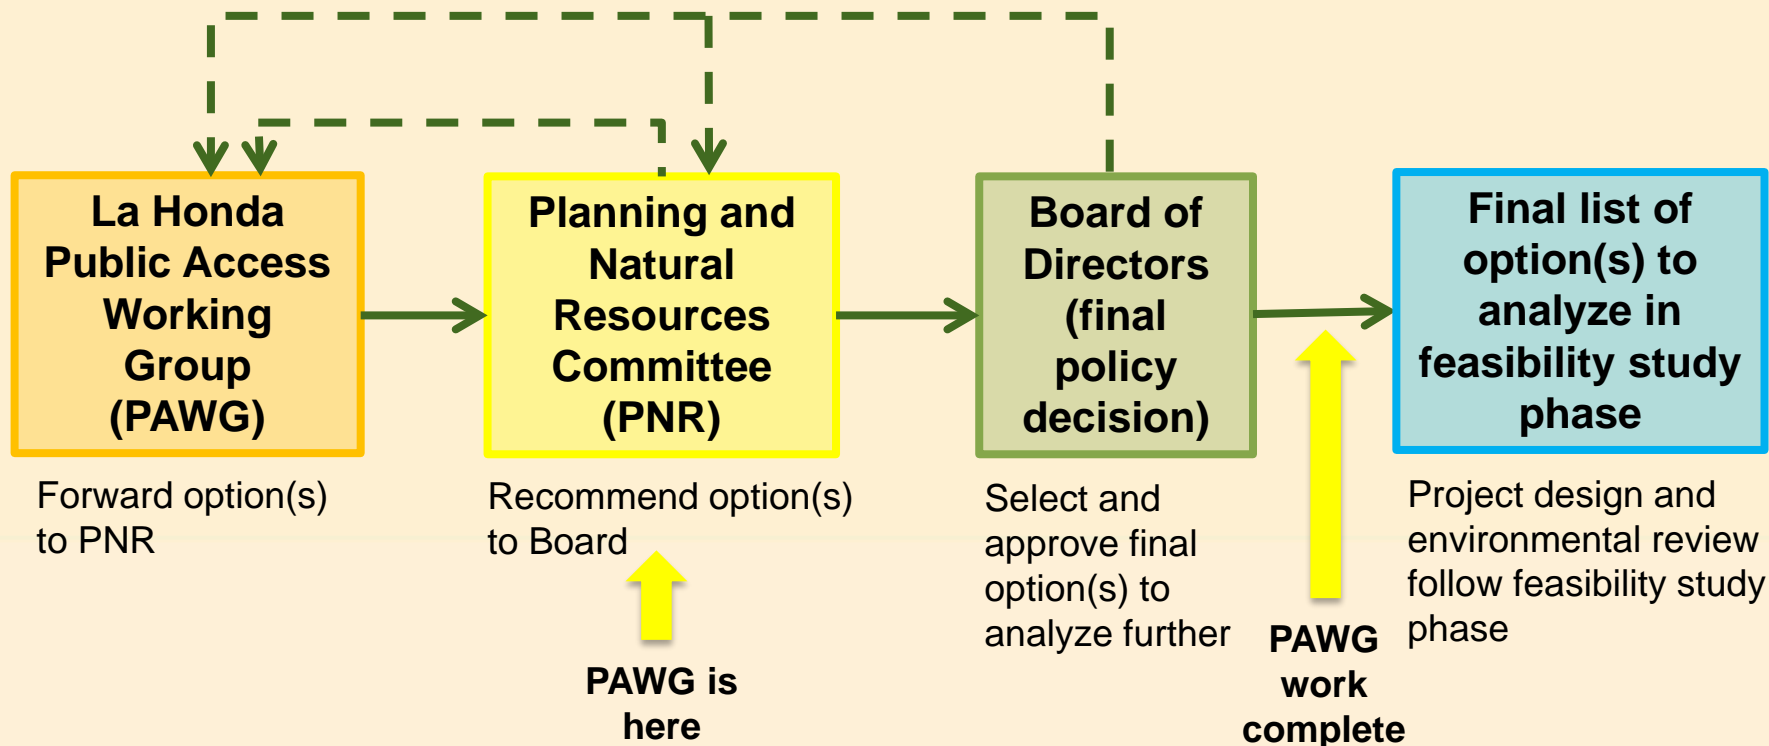 La Honda
Public Access
Working
Group
(PAWG)
Forward option(s)
to PNR
Planning and
Natural
Resources
Committee
(PNR)
Recommend option(s)
to Board
PAWG is
here
Board of
Directors
(final
policy
decision)
Select and
approve final
option(s) to
analyze further
PAWG
work
complete
Final list of
option(s) to
analyze in
feasibility study
phase
Project design and
environmental review
follow feasibility study
phase